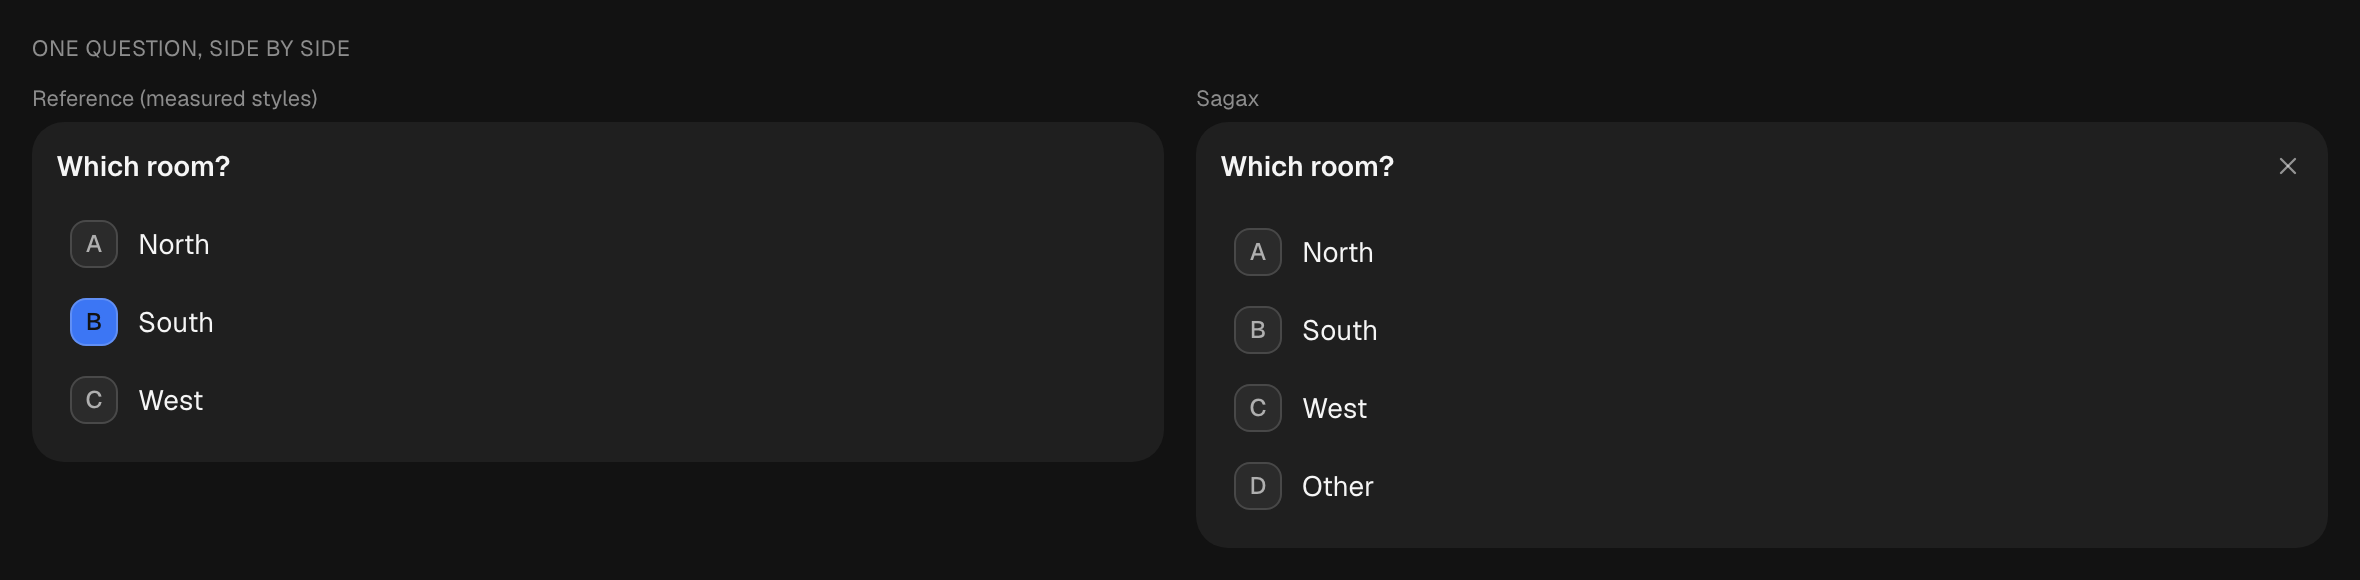 ONE QUESTION, SIDE BY SIDE
Reference (measured styles)
Which room?
A North
B South
C West
Sagax
Which room?
A North
B South
C West
D Other